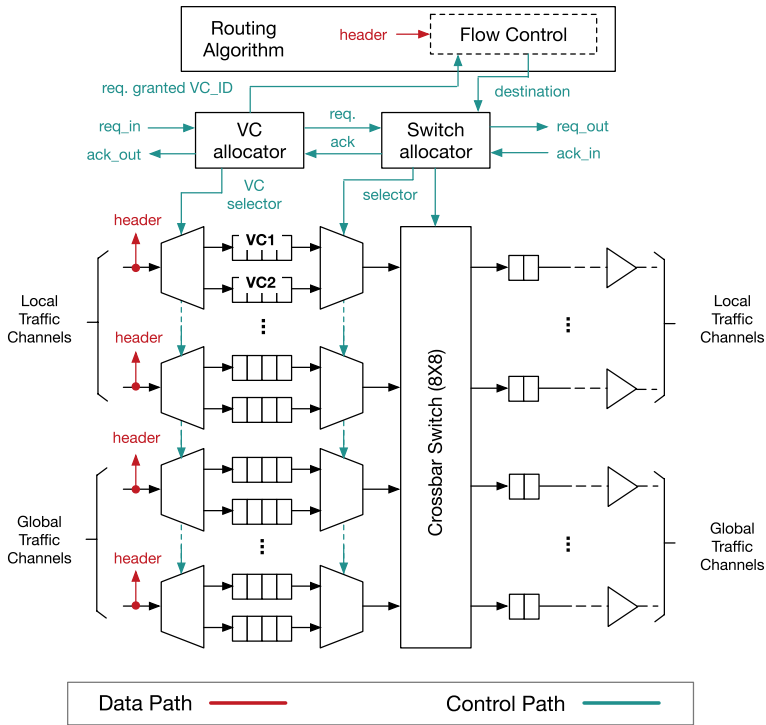 Routing
Algorithm
header
Flow Control
req. granted VC_ID
destination
req_in
ack_out
VC
allocator
req.
ack
Switch
allocator
req_out
ack_in
VC
selector
selector
header
VC1
VC2
...
header
Local
Traffic
Channels
header
...
header
Global
Traffic
Channels
Crossbar Switch (8X8)
...
Local
Traffic
Channels
...
Global
Traffic
Channels
Data Path
Control Path